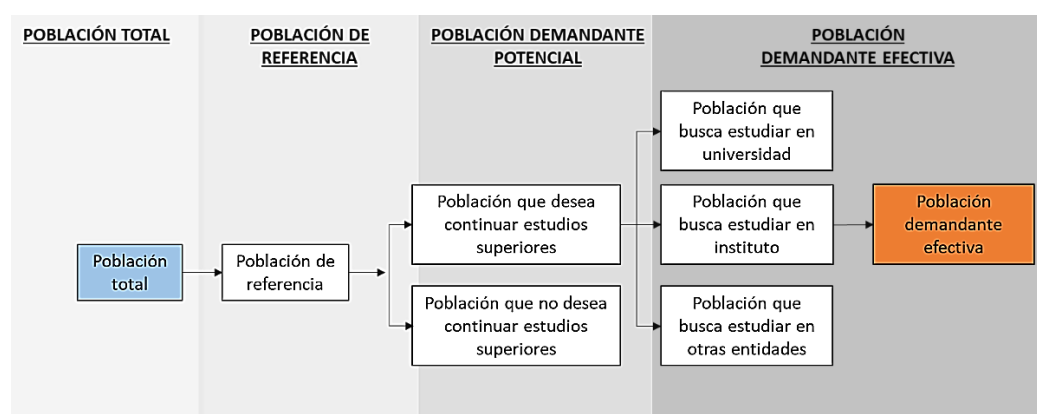 POBLACIÓN TOTAL
POBLACIÓN DE
REFERENCIA
POBLACIÓN DEMANDANTE
POTENCIAL
POBLACIÓN
DEMANDANTE EFECTIVA
Población
total
Población de
referencia
Población que desea
continuar estudios
superiores
Población que no desea
continuar estudios
superiores
Población que
busca estudiar en
universidad
Población que
busca estudiar en
instituto
Población que
busca estudiar en
otras entidades
Población
demandante
efectiva